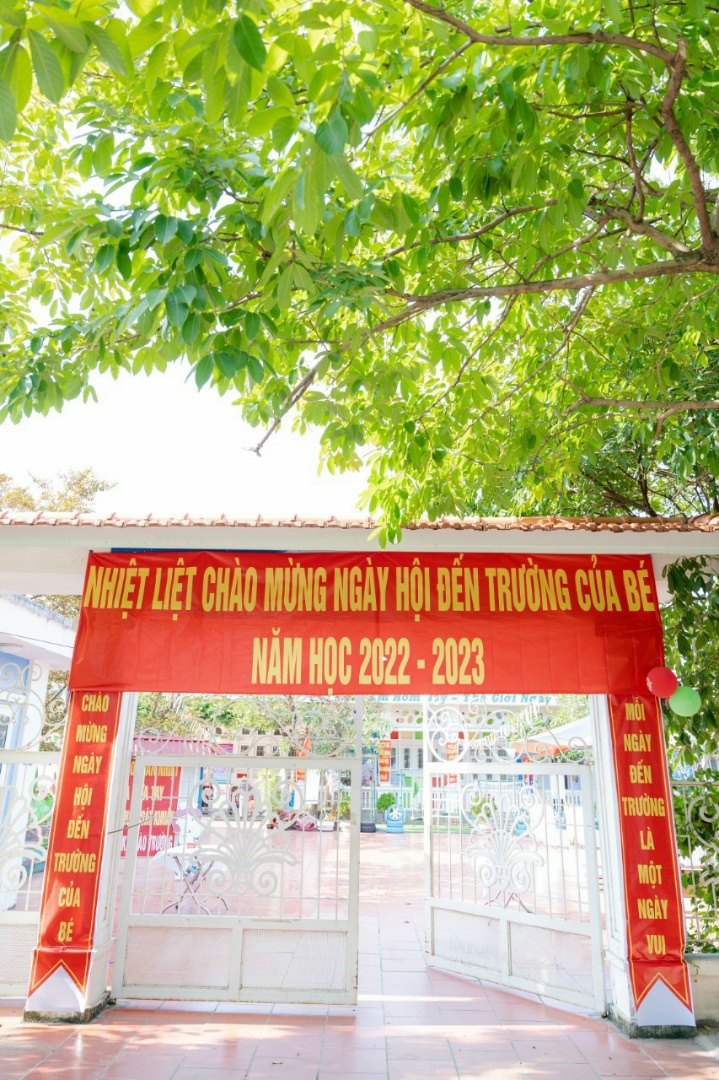 NHIỆT LIỆT CHÀO MỪNG NGÀY HỘI ĐẾN TRƯỜNG CỦA BÉ
NĂM HỌC 2022 - 2023
CHÀO
MỪNG
NGÀY
HỘI
ĐẾN
TRƯỜNG
CỦA
BÉ
MỖI
NGÀY
ĐẾN
TRƯỜNG
LÀ
MỘT
NGÀY
VUI